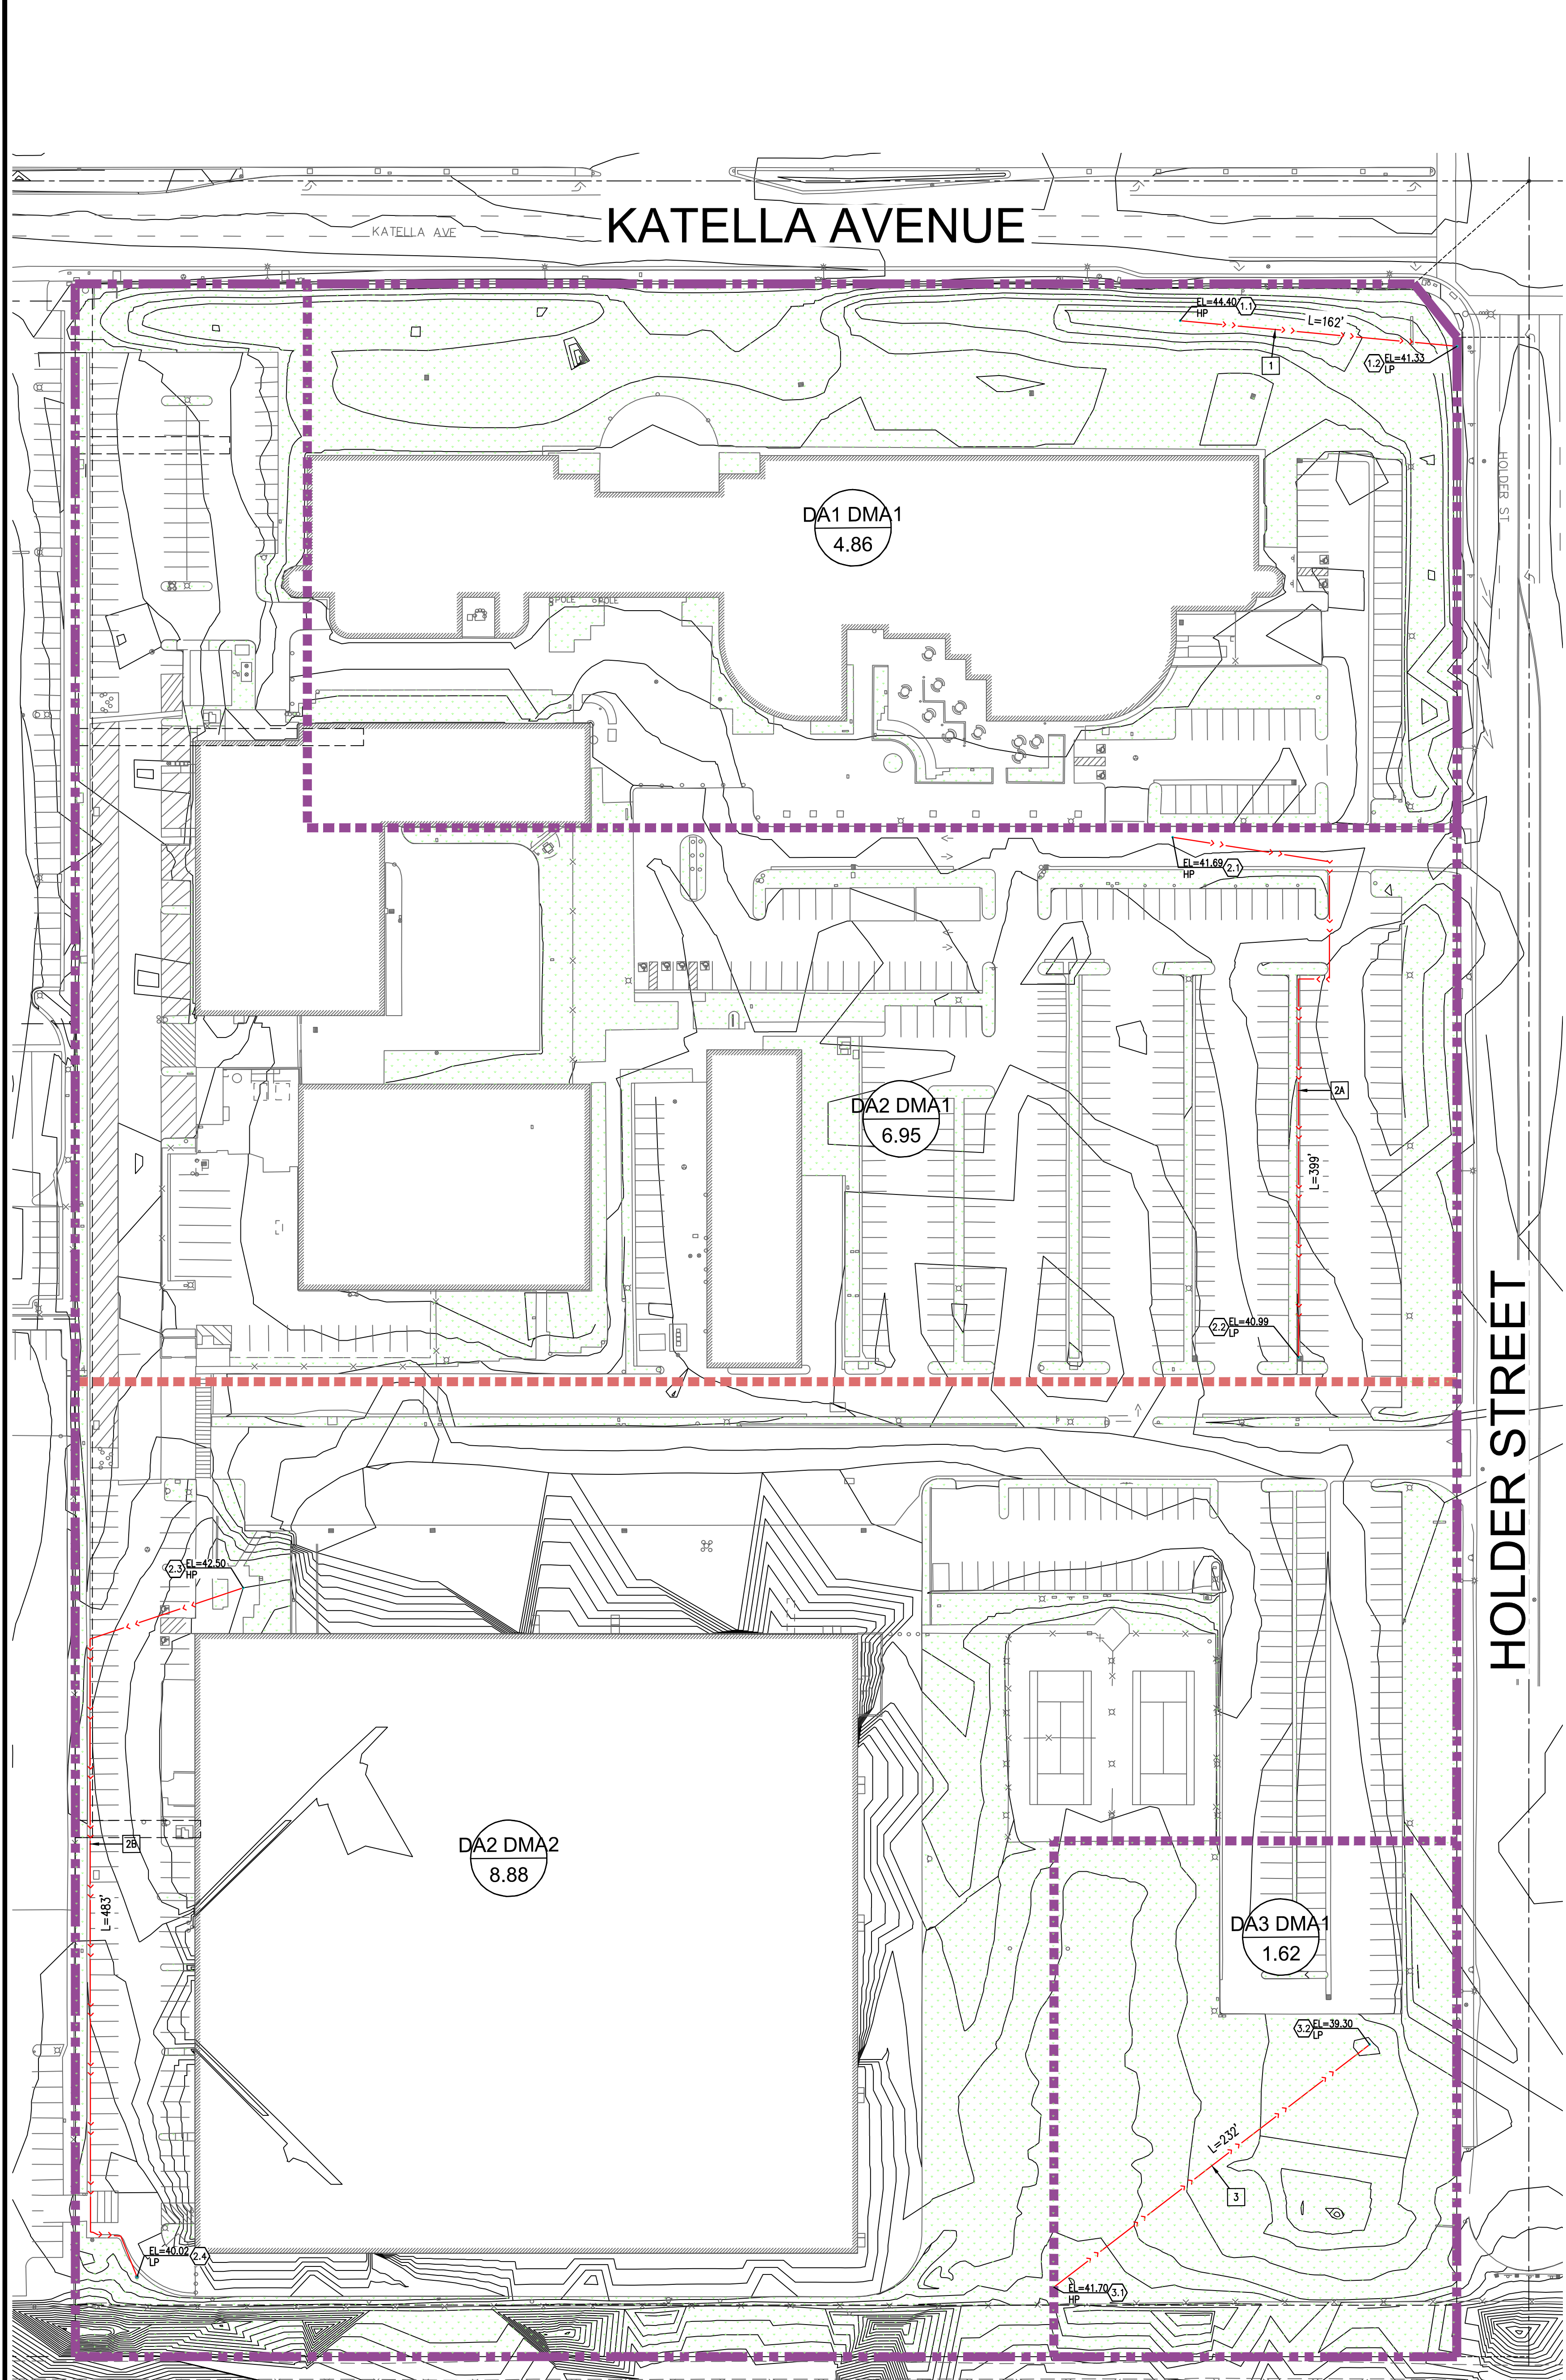 KATELLA AVENUE
KATELLA AVE
EL=44.40
HP
1.1
L=162'
1
1.2
EL=41.33
LP
HOLDER ST
DA1 DMA1
4.86
POLE
POLE
EL=41.69
HP
2.1
2A
DA2 DMA1
6.95
L=399'
2.2
EL=40.99
LP
HOLDER STREET
2.3
EL=42.50
HP
2B
DA2 DMA2
8.88
L=483'
DA3 DMA1
1.62
3.2
EL=39.30
LP
L=232'
3
EL=40.02
LP
2.4
EL=41.70
HP
3.1